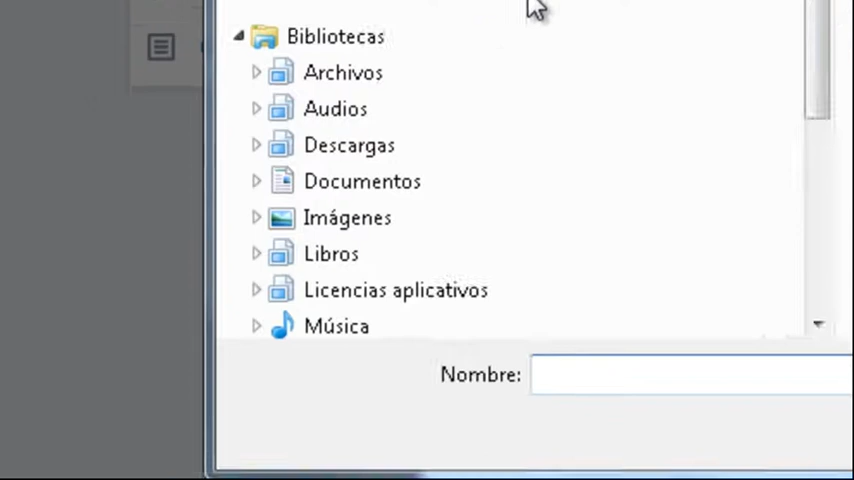 Bibliotecas
Archivos
Audios
Descargas
Documentos
Imágenes
Libros
Licencias aplicativos
Música
Nombre: